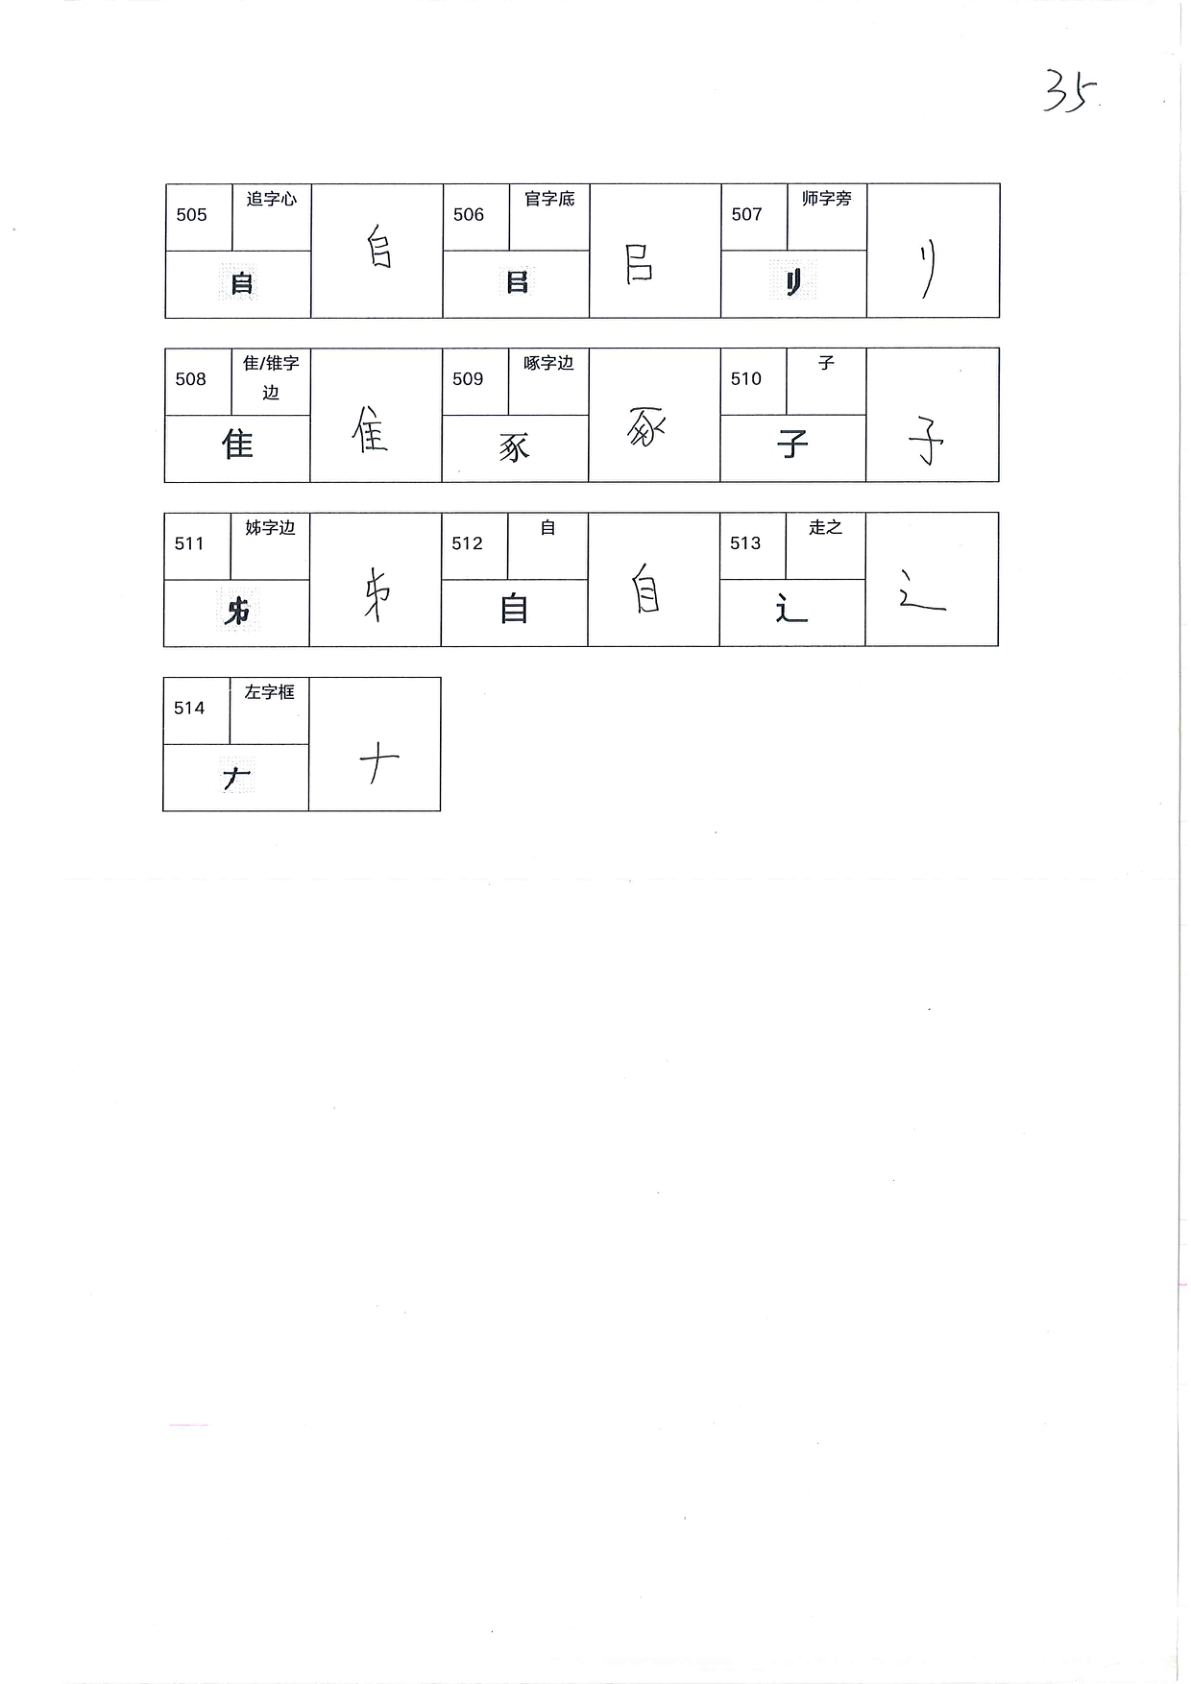 35
505 追字心 𠂤 𠂤
506 官字底 㠯 㠯
507 师字旁 刂 刂
508 隹/锥字边 隹 隹
509 啄字边 豖 豖
510 子 子 子
511 姊字边
512 自 自 自
513 走之 辶 辶
514 左字框 𠂇 𠂇